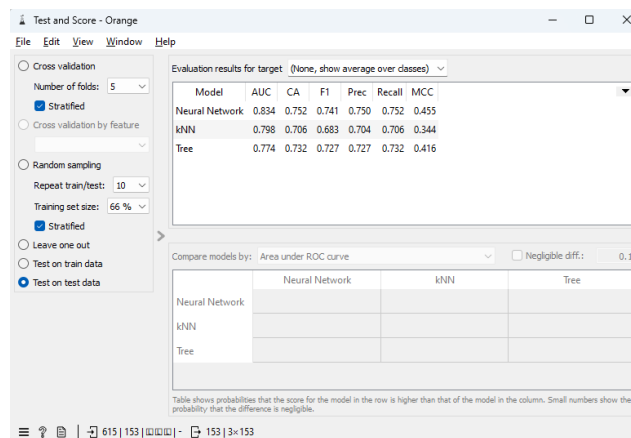 Test and Score - Orange
File Edit View Window Help
Cross validation
Number of folds: 5
Stratified
Cross validation by feature
Random sampling
Repeat train/test: 10
Training set size: 66 %
Stratified
Leave one out
Test on train data
Test on test data
Evaluation results for target (None, show average over classes)
Model AUC CA F1 Prec Recall MCC
Neural Network 0.834 0.752 0.741 0.750 0.752 0.455
kNN 0.798 0.706 0.683 0.704 0.706 0.344
Tree 0.774 0.732 0.727 0.727 0.732 0.416
Compare models by: Area under ROC curve Negligible diff.: 0.1
Neural Network kNN Tree
Neural Network
kNN
Tree
Table shows probabilities that the score for the model in the row is higher than that of the model in the column. Small numbers show the
probability that the difference is negligible.
615 | 153 | - 153 | 3×153